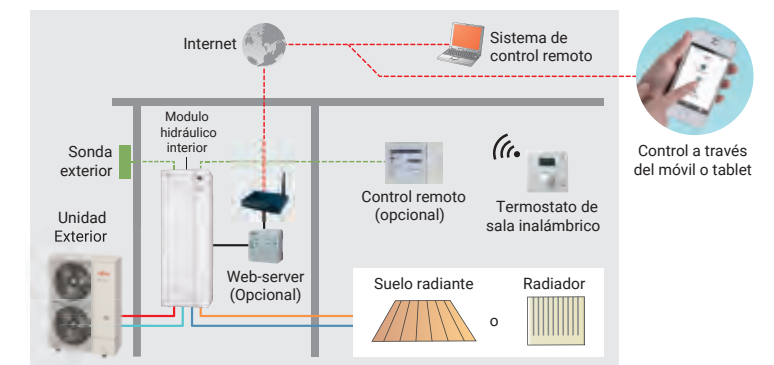 Internet
Sistema de
control remoto
Modulo
hidráulico
interior
Sonda
exterior
Control remoto
(opcional)
Termostato de
sala inalámbrico
Control a través
del móvil o tablet
Unidad
Exterior
Web-server
(Opcional)
Suelo radiante
o
Radiador